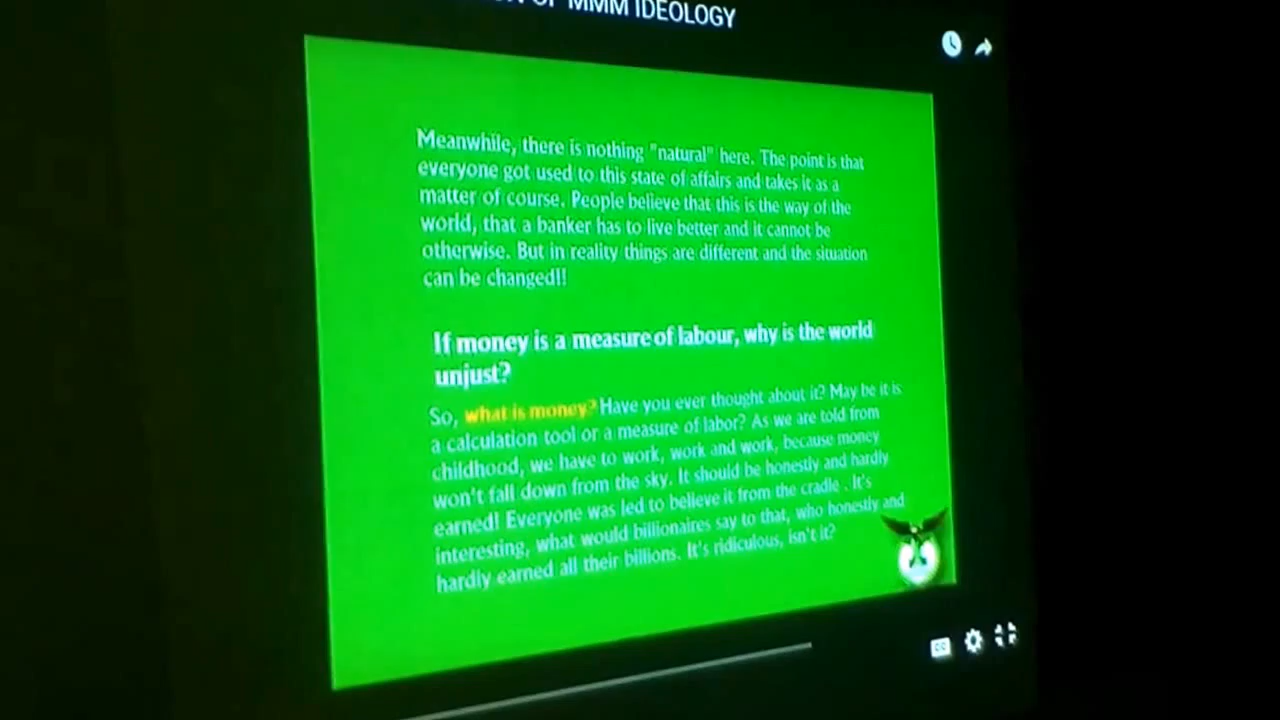 OF MMM IDEOLOGY
Meanwhile, there is nothing "natural" here. The point is that
everyone got used to this state of affairs and takes it as a
matter of course. People believe that this is the way of the
world, that a banker has to live better and it cannot be
otherwise. But in reality things are different and the situation
can be changed!!
If money is a measure of labour, why is the world
unjust?
So, what is money? Have you ever thought about it? May be it is
a calculation tool or a measure of labor? As we are told from
childhood, we have to work, work and work, because money
won't fall down from the sky. It should be honestly and hardly
earned! Everyone was led to believe it from the cradle . It's
interesting, what would billionaires say to that, who honestly and
hardly earned all their billions. It's ridiculous, isn't it?
CC